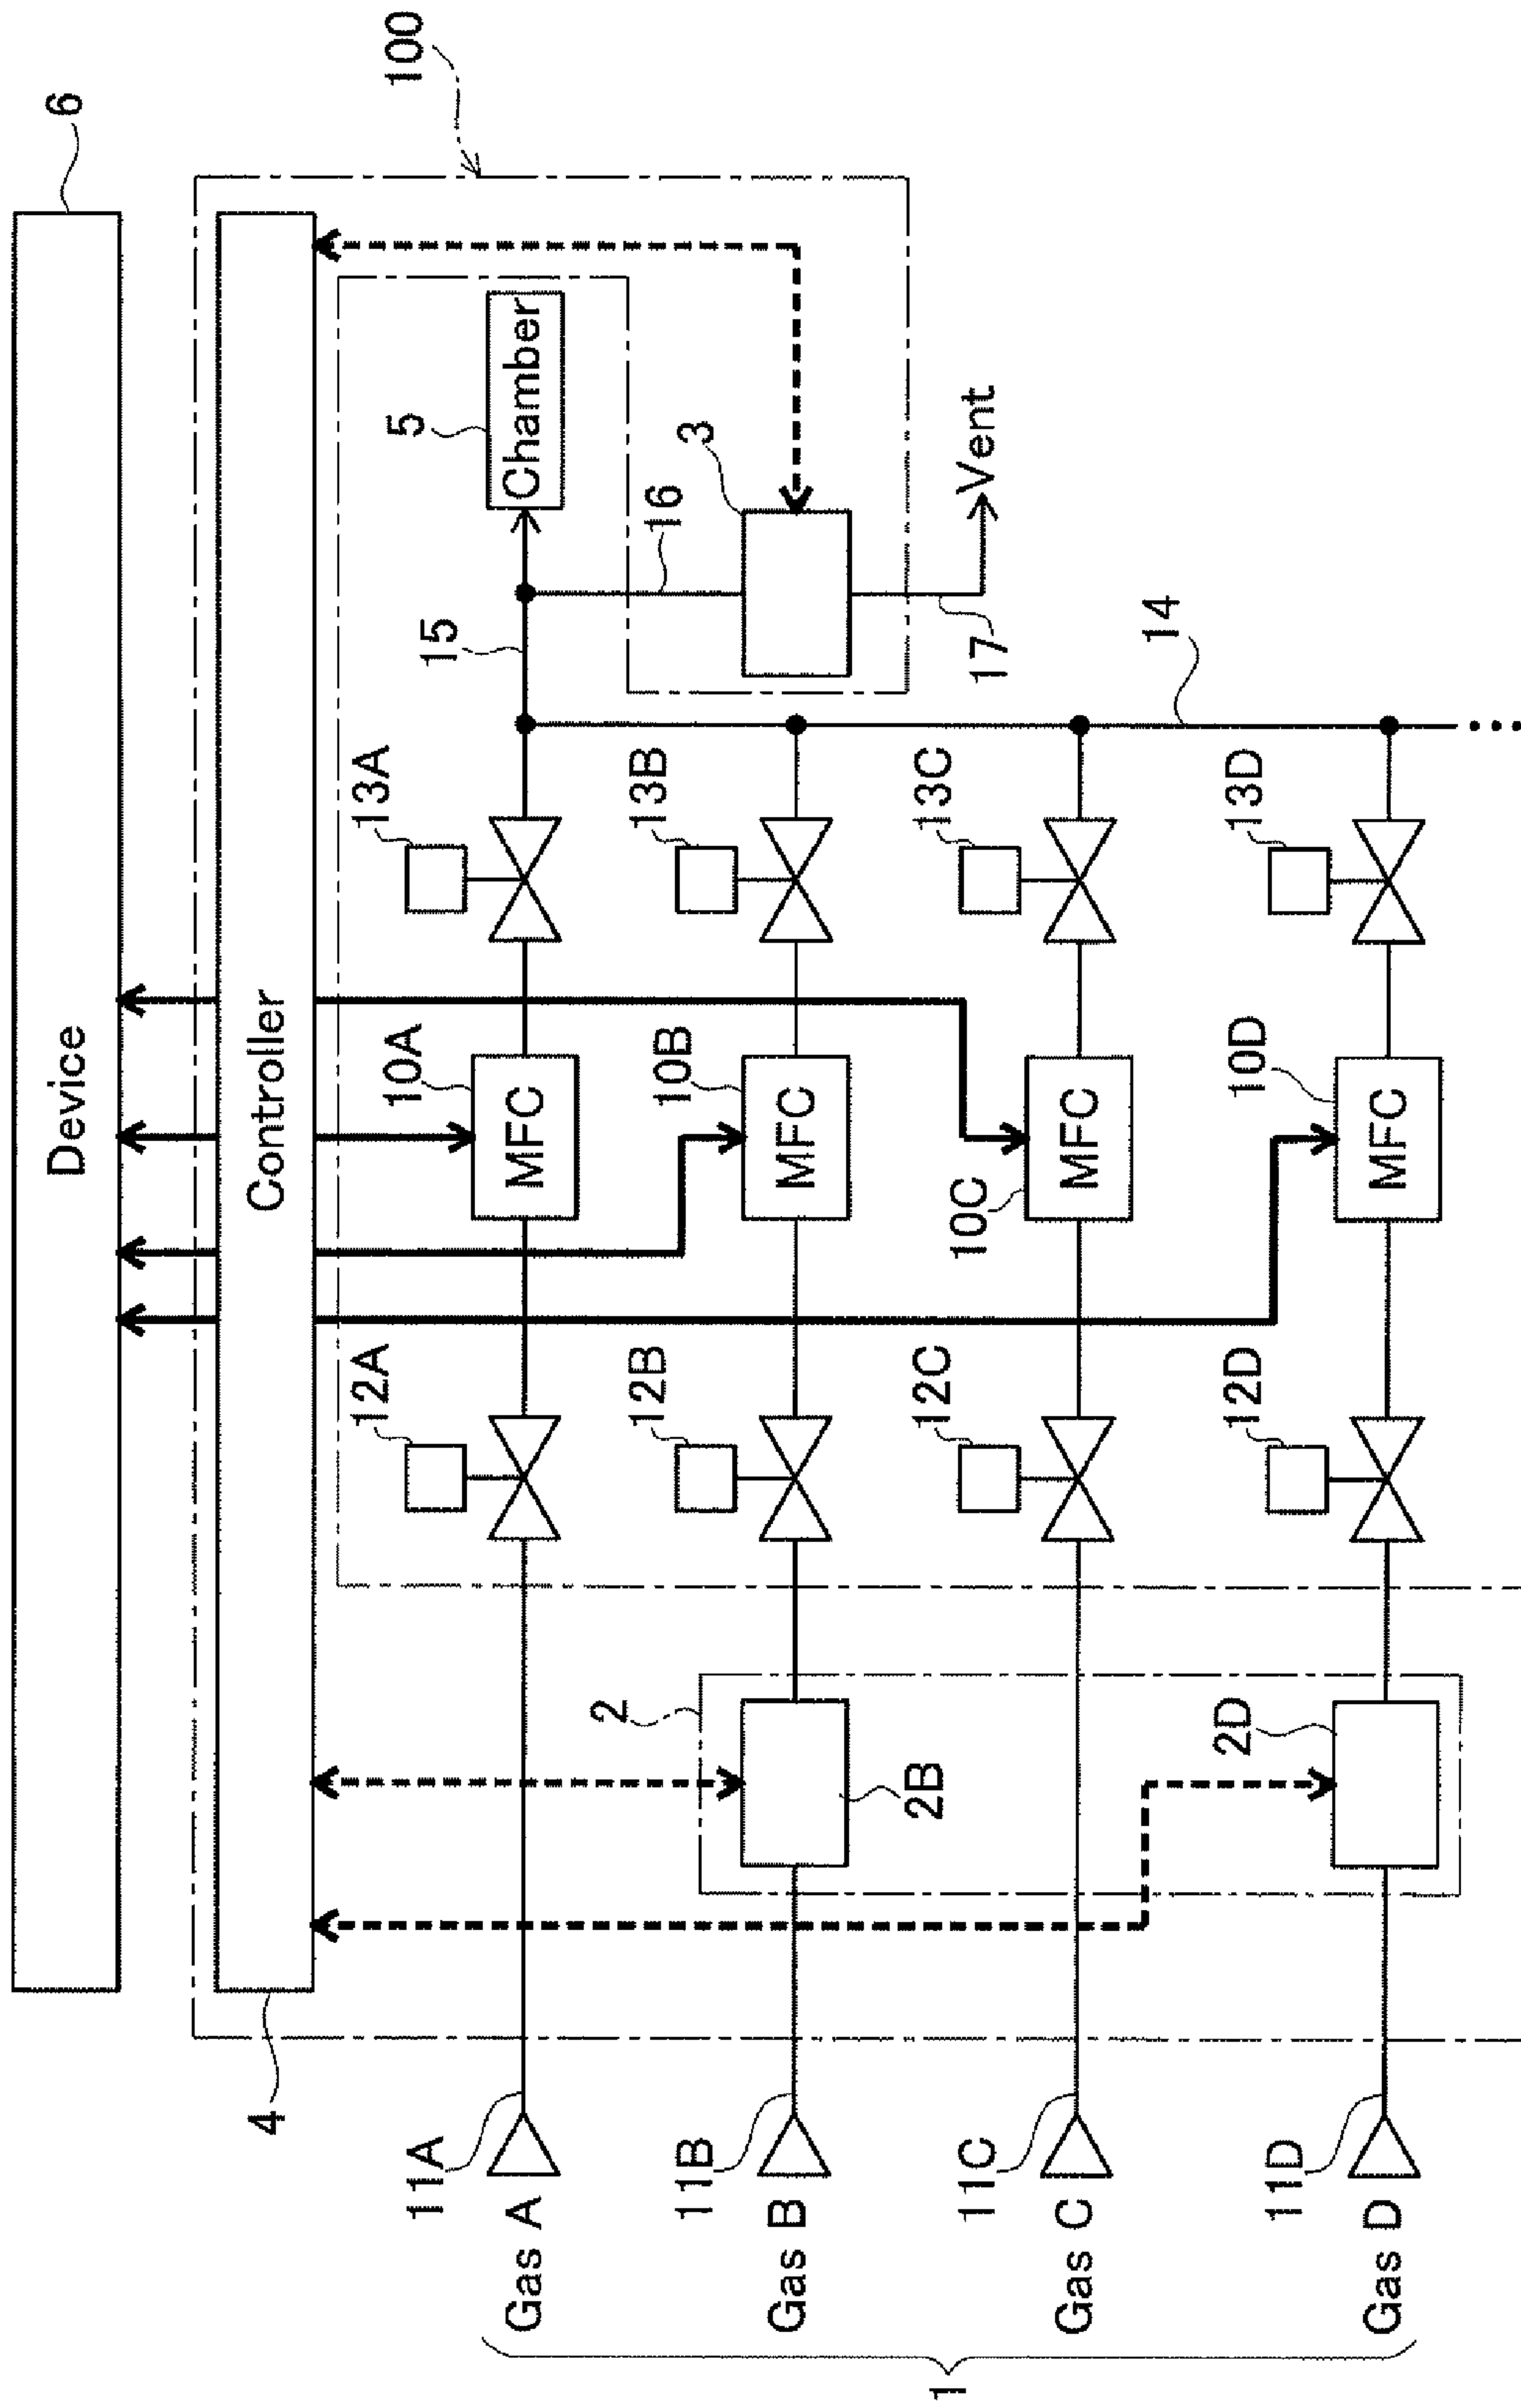 6
Device
100
Controller
4
5
Chamber
15
16
3
Vent
17
14
13A
13B
13C
13D
10A
MFC
10B
MFC
10C
MFC
10D
MFC
12A
12B
12C
12D
2
2B
2D
11A
Gas A
11B
Gas B
11C
Gas C
11D
Gas D
1